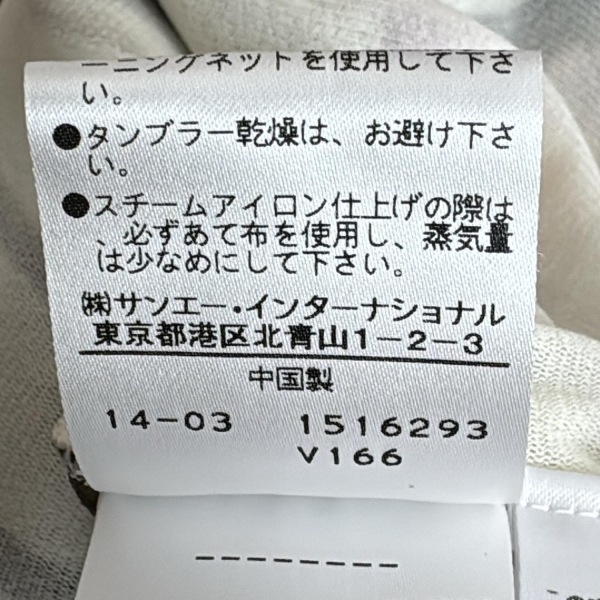 ーニングネットを使用して下さ
い。
●タンブラー乾燥は、お避け下さ
い。
●スチームアイロン仕上げの際は
、必ずあて布を使用し、蒸気量
は少なめにして下さい。
㈱サンエー・インターナショナル
東京都港区北青山1-2-3
中国製
14-03 1516293
V166
--------